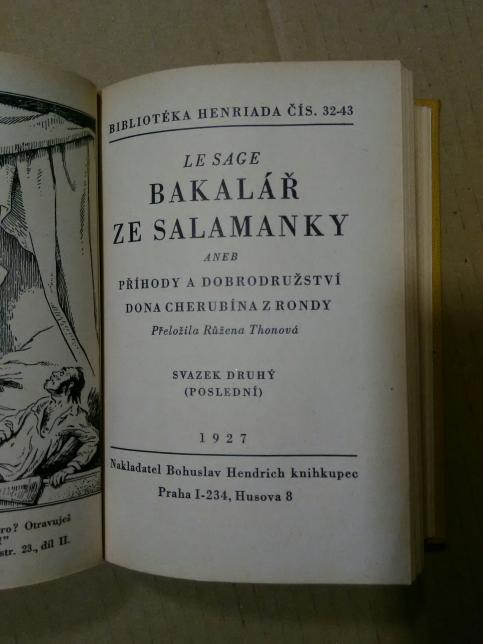 BIBLIOTÉKA HENRIADA ČÍS. 32-43
LE SAGE
BAKALÁŘ
ZE SALAMANKY
ANEB
PŘÍHODY A DOBRODRUŽSTVÍ
DONA CHERUBÍNA Z RONDY
Přeložila Růžena Thonová
SVAZEK DRUHÝ
(POSLEDNÍ)
1927
Nakladatel Bohuslav Hendrich knihkupec
Praha I-234, Husova 8
ro? Otravuješ
!"
str. 23., díl II.